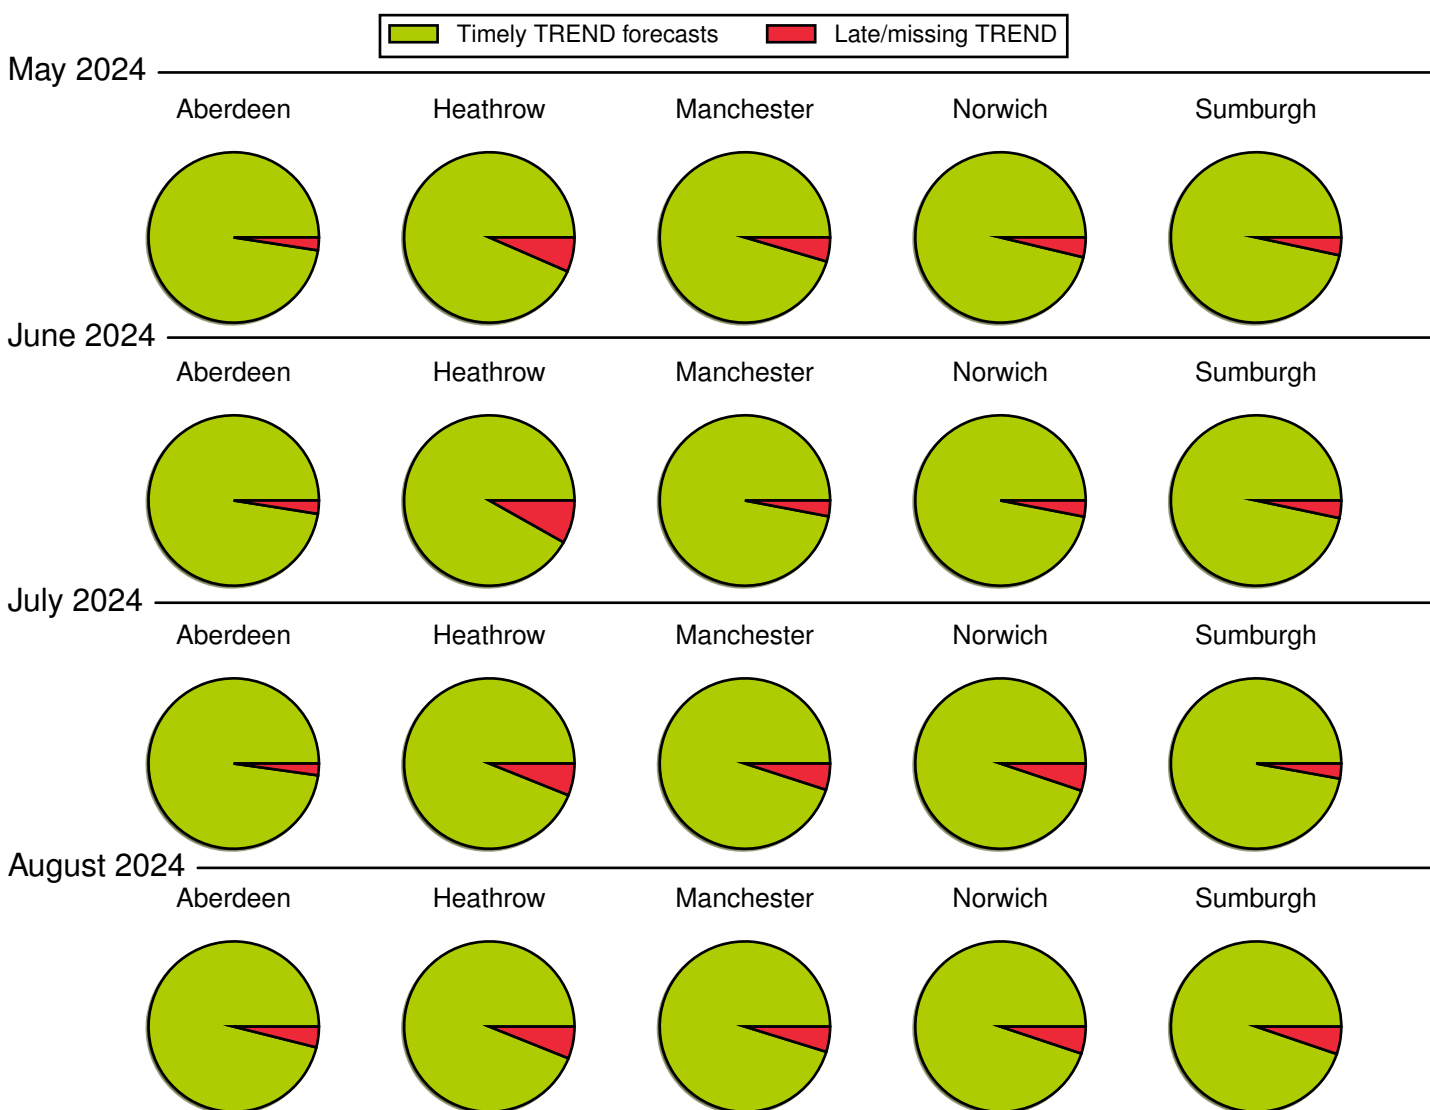 Timely TREND forecasts Late/missing TREND
May 2024
Aberdeen Heathrow Manchester Norwich Sumburgh
June 2024
Aberdeen Heathrow Manchester Norwich Sumburgh
July 2024
Aberdeen Heathrow Manchester Norwich Sumburgh
August 2024
Aberdeen Heathrow Manchester Norwich Sumburgh